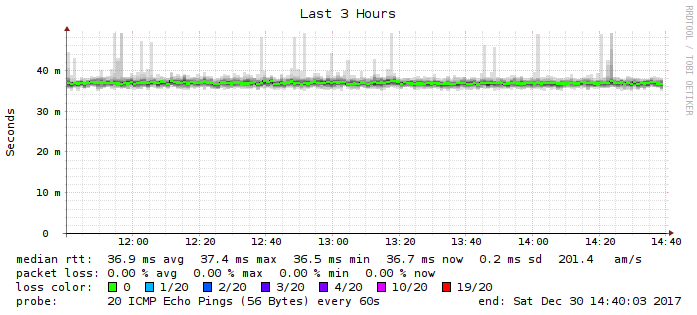 Last 3 Hours
RRDTOOL / TOBI OETIKER
Seconds
40 m
30 m
20 m
10 m
0
12:00 12:20 12:40 13:00 13:20 13:40 14:00 14:20 14:40
median rtt: 36.9 ms avg 37.4 ms max 36.5 ms min 36.7 ms now 0.2 ms sd 201.4 am/s
packet loss: 0.00 % avg 0.00 % max 0.00 % min 0.00 % now
loss color: 0 1/20 2/20 3/20 4/20 10/20 19/20
probe: 20 ICMP Echo Pings (56 Bytes) every 60s end: Sat Dec 30 14:40:03 2017